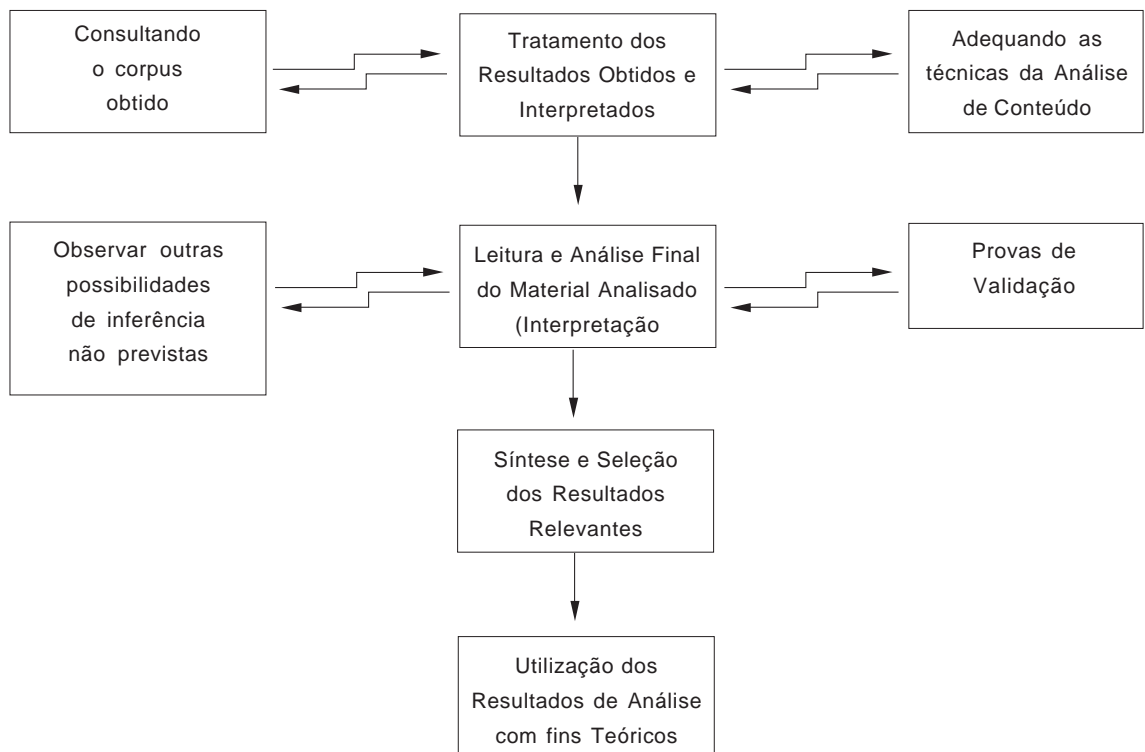 Consultando
o corpus
obtido
Tratamento dos
Resultados Obtidos e
Interpretados
Adequando as
técnicas da Análise
de Conteúdo
Observar outras
possibilidades
de inferência
não previstas
Leitura e Análise Final
do Material Analisado
(Interpretação
Provas de
Validação
Síntese e Seleção
dos Resultados
Relevantes
Utilização dos
Resultados de Análise
com fins Teóricos